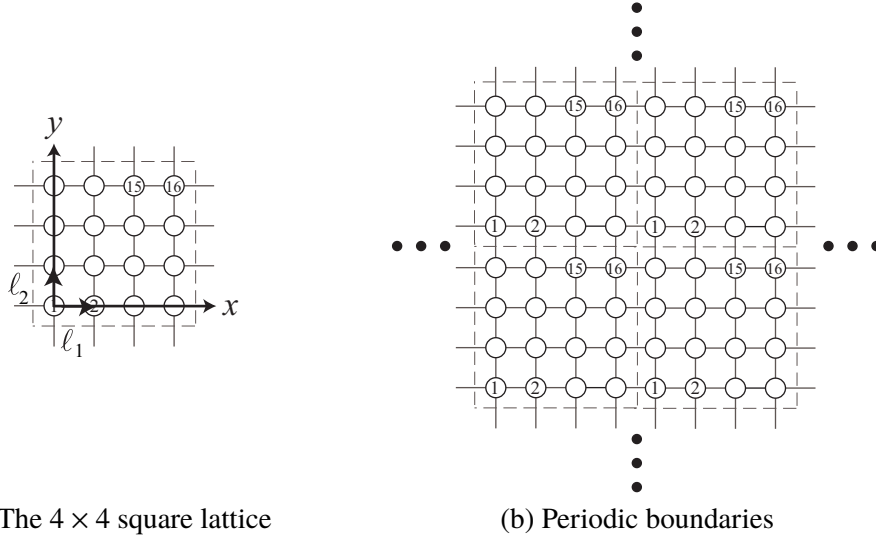 y
15 16
ℓ2
1 2
x
ℓ1
The 4 × 4 square lattice
15 16 15 16
1 2 1 2
15 16 15 16
1 2 1 2
(b) Periodic boundaries